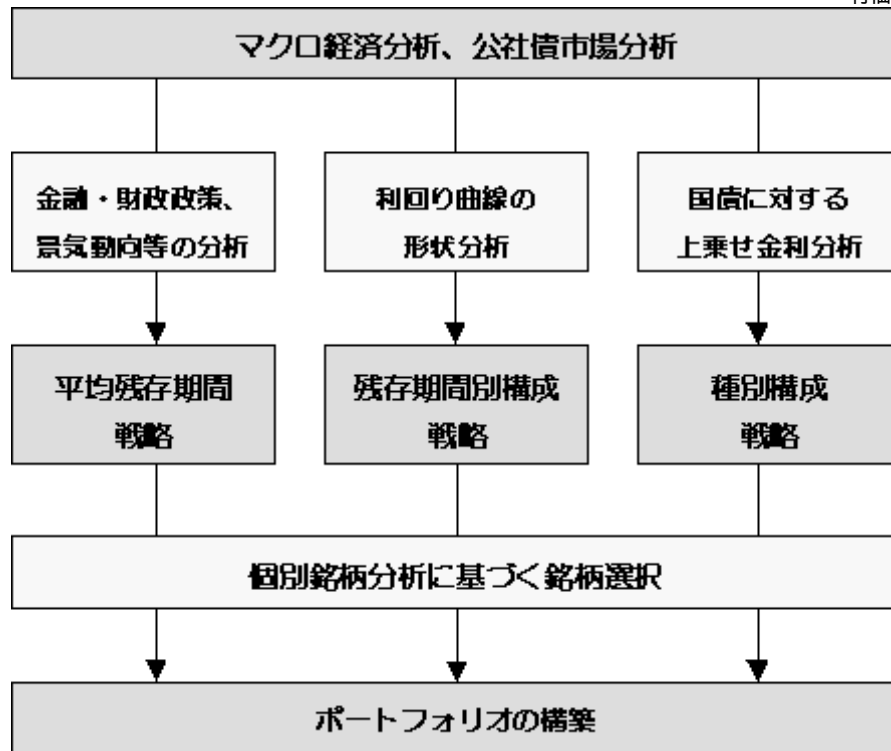 マクロ経済分析、公社債市場分析
金融・財政政策、
景気動向等の分析
利回り曲線の
形状分析
国債に対する
上乗せ金利分析
平均残存期間
戦略
残存期間別構成
戦略
種別構成
戦略
個別銘柄分析に基づく銘柄選択
ポートフォリオの構築